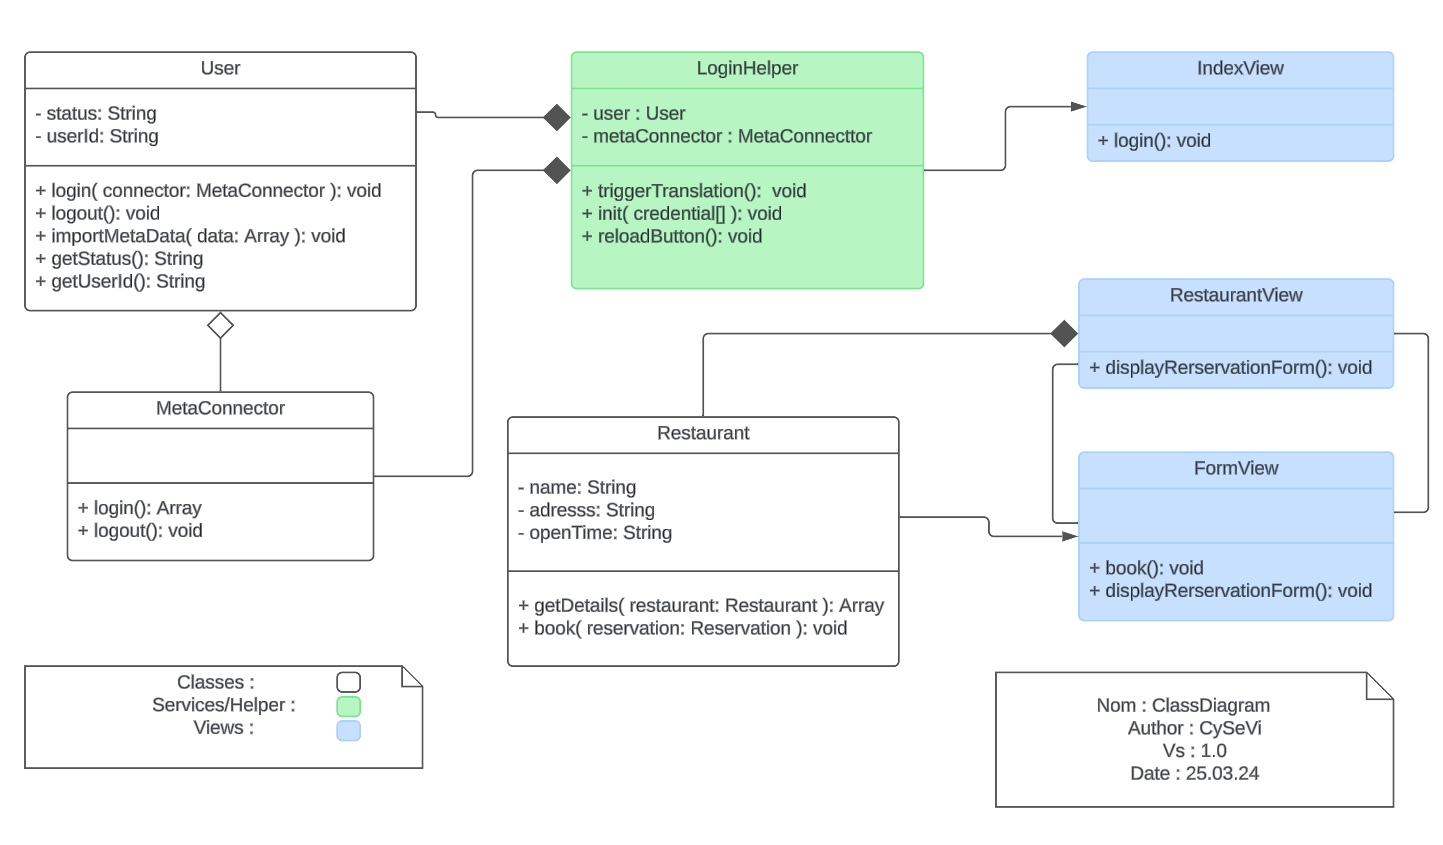 User
- status: String
- userId: String
+ login( connector: MetaConnector ): void
+ logout(): void
+ importMetaData( data: Array ): void
+ getStatus(): String
+ getUserId(): String
LoginHelper
- user : User
- metaConnector : MetaConnecttor
+ triggerTranslation():  void
+ init( credential[] ): void
+ reloadButton(): void
IndexView
+ login(): void
MetaConnector
+ login(): Array
+ logout(): void
RestaurantView
+ displayRerservationForm(): void
Restaurant
- name: String
- adresss: String
- openTime: String
+ getDetails( restaurant: Restaurant ): Array
+ book( reservation: Reservation ): void
FormView
+ book(): void
+ displayRerservationForm(): void
Classes :
Services/Helper :
Views :
Nom : ClassDiagram
Author : CySeVi
Vs : 1.0
Date : 25.03.24